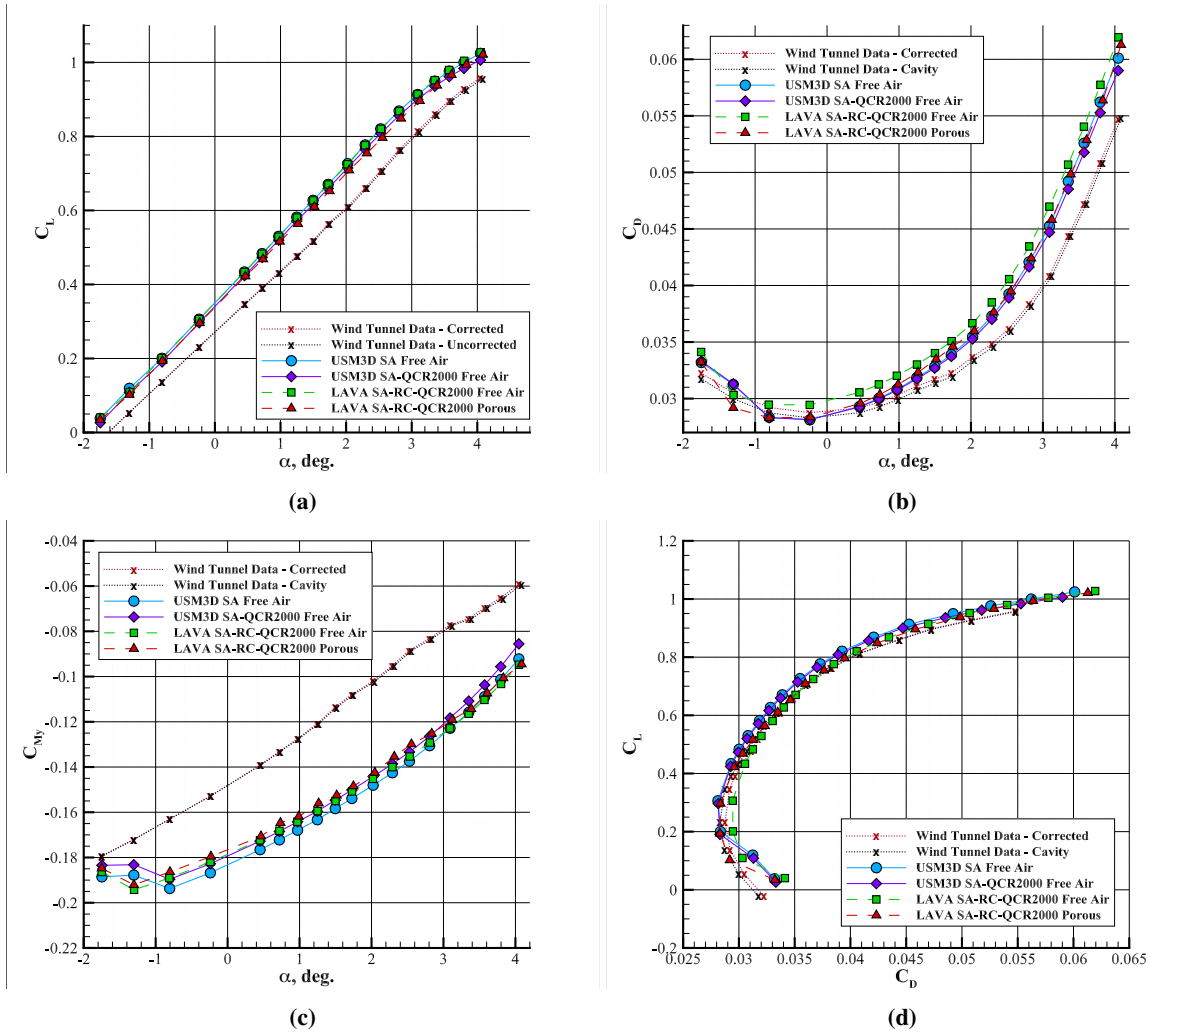 C_L
1
0.8
0.6
0.4
0.2
0
-2 -1 0 1 2 3 4
α, deg.
Wind Tunnel Data - Corrected
Wind Tunnel Data - Uncorrected
USM3D SA Free Air
USM3D SA-QCR2000 Free Air
LAVA SA-RC-QCR2000 Free Air
LAVA SA-RC-QCR2000 Porous
(a)
C_D
0.06
0.055
0.05
0.045
0.04
0.035
0.03
-2 -1 0 1 2 3 4
α, deg.
Wind Tunnel Data - Corrected
Wind Tunnel Data - Cavity
USM3D SA Free Air
USM3D SA-QCR2000 Free Air
LAVA SA-RC-QCR2000 Free Air
LAVA SA-RC-QCR2000 Porous
(b)
C_My
-0.04
-0.06
-0.08
-0.1
-0.12
-0.14
-0.16
-0.18
-0.2
-0.22
-2 -1 0 1 2 3 4
α, deg.
Wind Tunnel Data - Corrected
Wind Tunnel Data - Cavity
USM3D SA Free Air
USM3D SA-QCR2000 Free Air
LAVA SA-RC-QCR2000 Free Air
LAVA SA-RC-QCR2000 Porous
(c)
C_L
1.2
1
0.8
0.6
0.4
0.2
0
-0.2
0.025 0.03 0.035 0.04 0.045 0.05 0.055 0.06 0.065
C_D
Wind Tunnel Data - Corrected
Wind Tunnel Data - Cavity
USM3D SA Free Air
USM3D SA-QCR2000 Free Air
LAVA SA-RC-QCR2000 Free Air
LAVA SA-RC-QCR2000 Porous
(d)